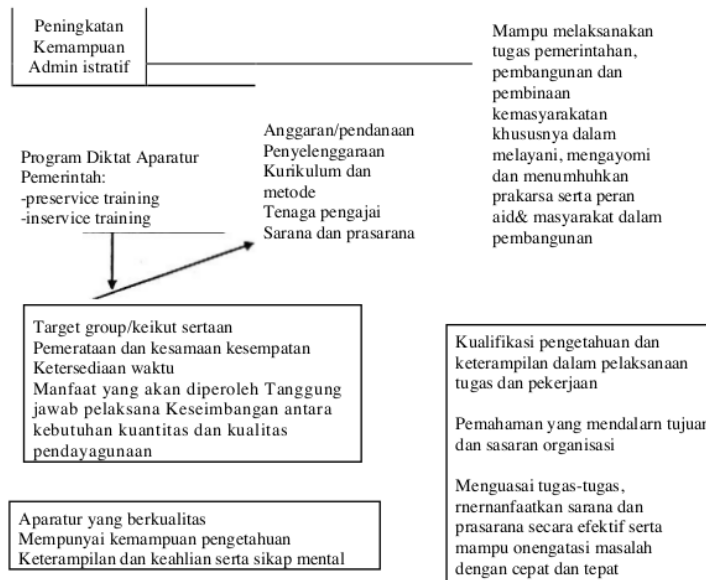 Peningkatan
Kemampuan
Admin istratif
Mampu melaksanakan
tugas pemerintahan,
pembangunan dan
pembinaan
kemasyarakatan
khususnya dalam
melayani, mengayomi
dan menumhuhkan
prakarsa serta peran
aid& masyarakat dalam
pembangunan
Program Diktat Aparatur
Pemerintah:
-preservice training
-inservice training
Anggaran/pendanaan
Penyelenggaraan
Kurikulum dan
metode
Tenaga pengajai
Sarana dan prasarana
Target group/keikut sertaan
Pemerataan dan kesamaan kesempatan
Ketersediaan waktu
Manfaat yang akan diperoleh Tanggung
jawab pelaksana Keseimbangan antara
kebutuhan kuantitas dan kualitas
pendayagunaan
Kualifikasi pengetahuan dan
keterampilan dalam pelaksanaan
tugas dan pekerjaan
Pemahaman yang mendalarn tujuan
dan sasaran organisasi
Menguasai tugas-tugas,
rnernanfaatkan sarana dan
prasarana secara efektif serta
mampu onengatasi masalah
dengan cepat dan tepat
Aparatur yang berkualitas
Mempunyai kemampuan pengetahuan
Keterampilan dan keahlian serta sikap mental